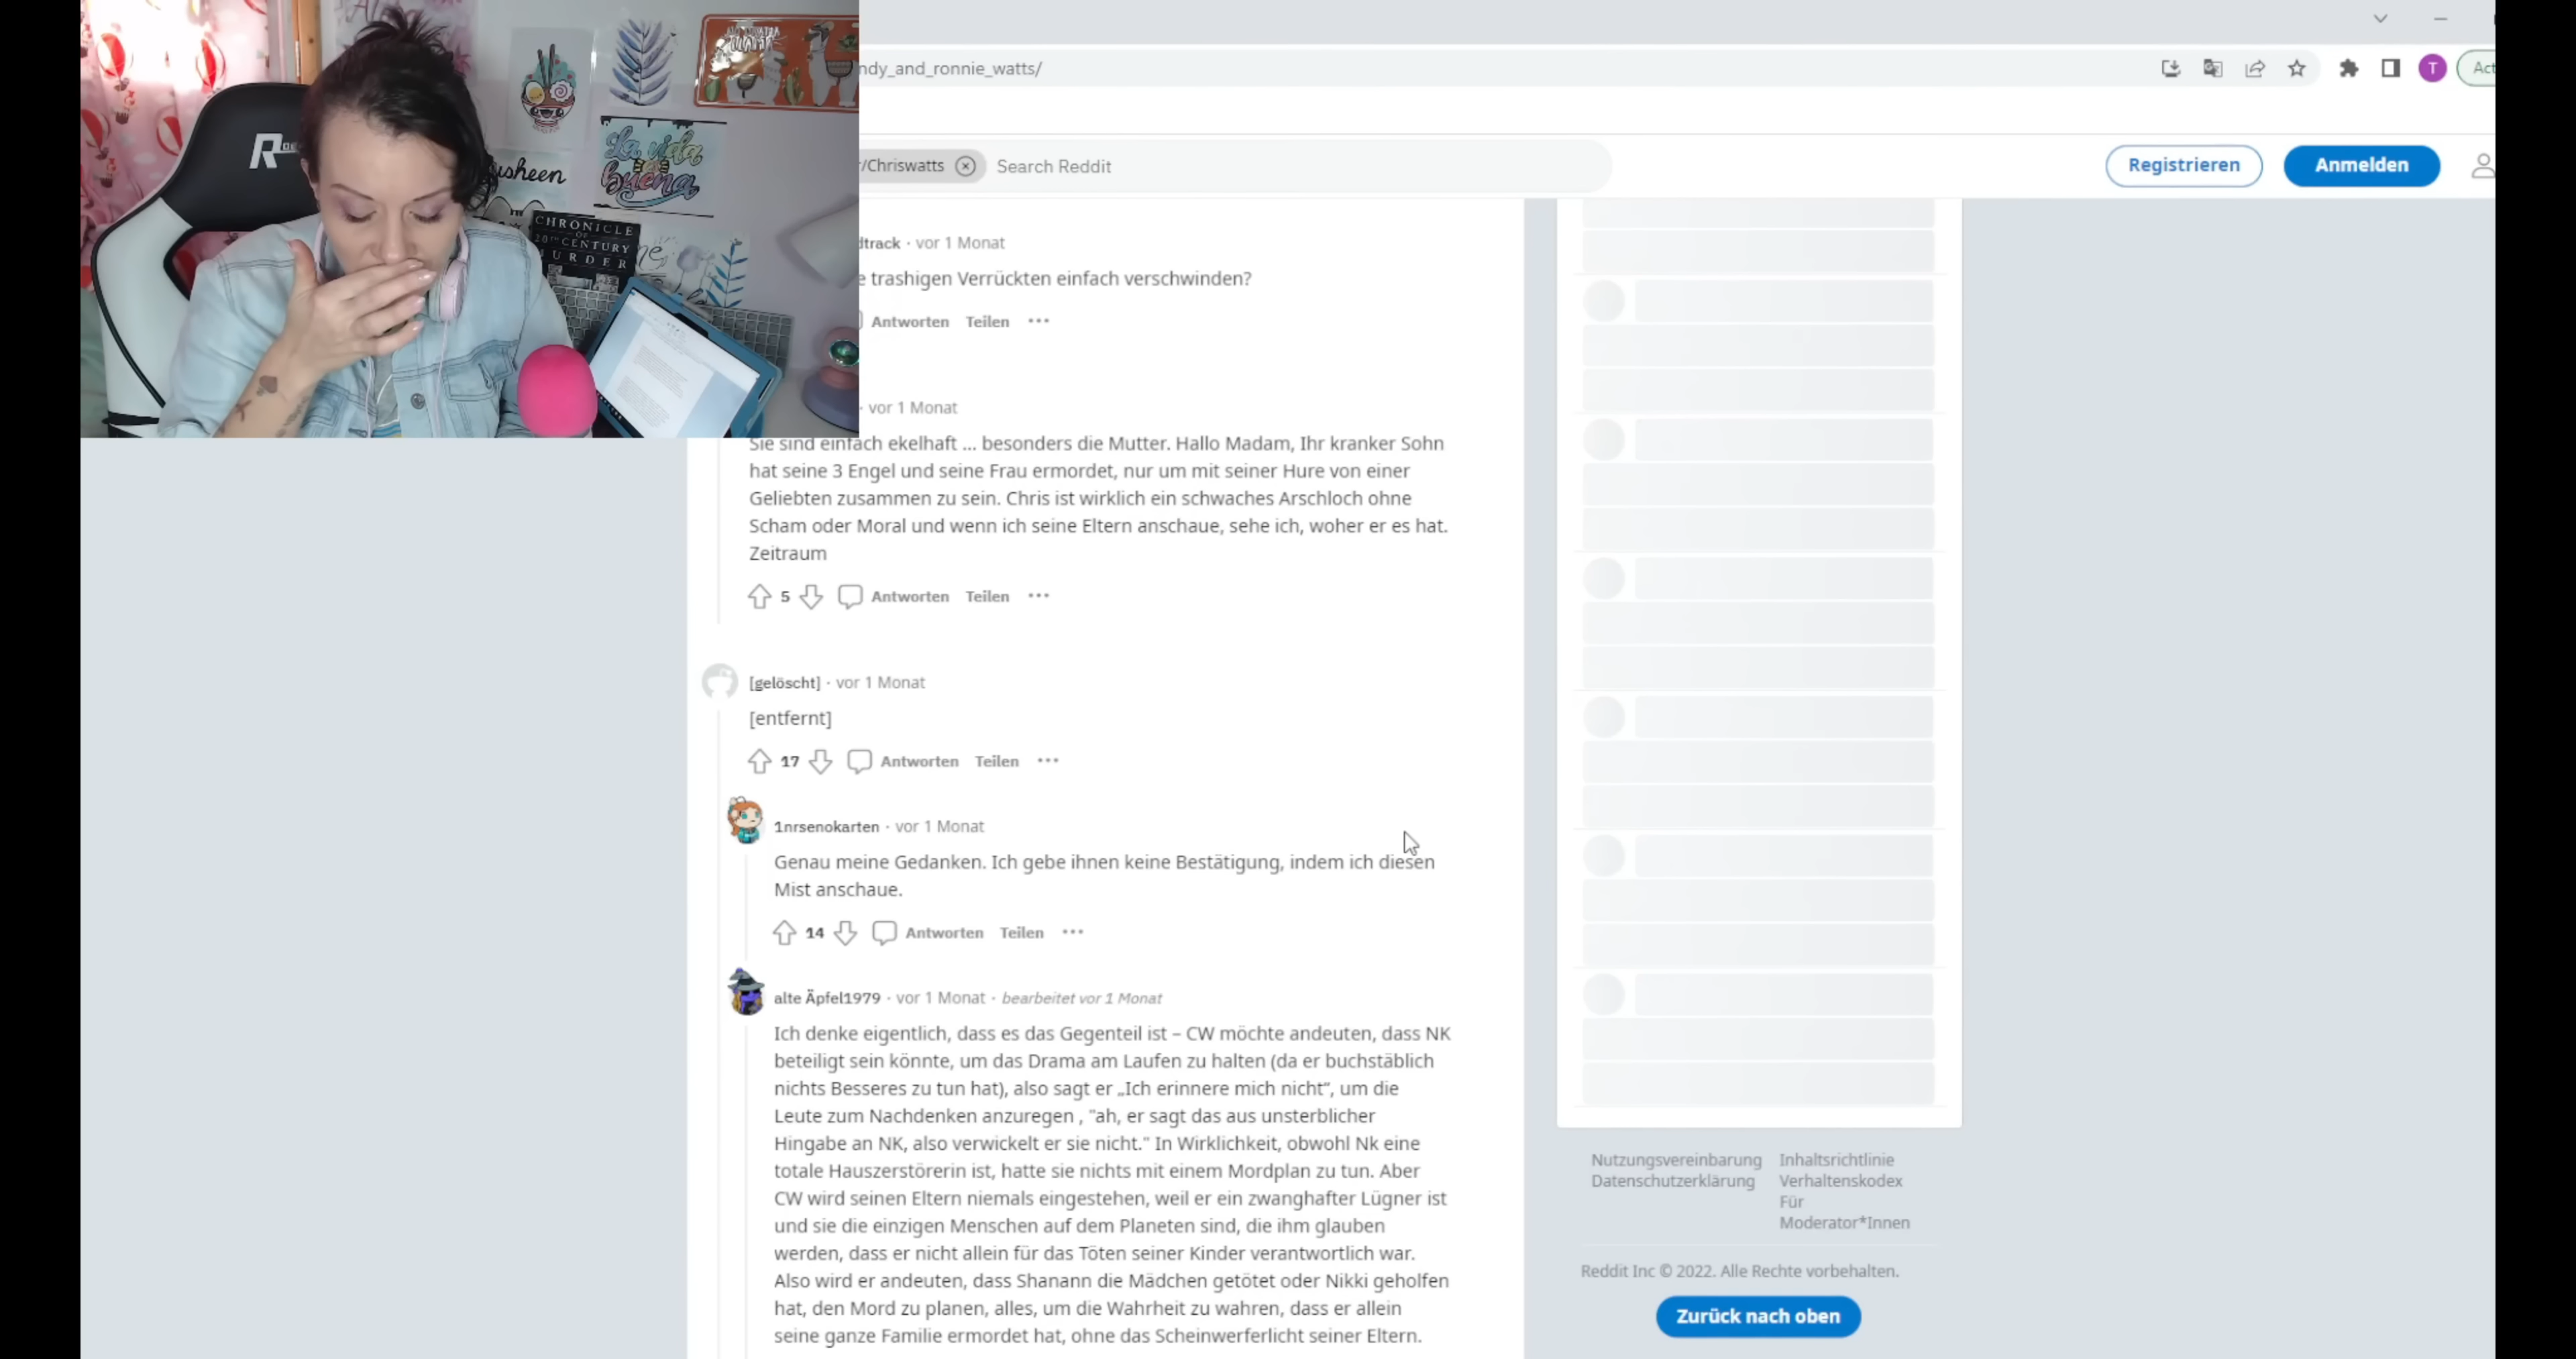 ndy_and_ronnie_watts/
Act
T
/Chriswatts
Search Reddit
Registrieren
Anmelden
R
usheen
La vida
es
buena
CHRONICLE
OF
20TH CENTURY
MURDER
dtrack · vor 1 Monat
e trashigen Verrückten einfach verschwinden?
Antworten Teilen ···
· vor 1 Monat
Sie sind einfach ekelhaft ... besonders die Mutter. Hallo Madam, Ihr kranker Sohn
hat seine 3 Engel und seine Frau ermordet, nur um mit seiner Hure von einer
Geliebten zusammen zu sein. Chris ist wirklich ein schwaches Arschloch ohne
Scham oder Moral und wenn ich seine Eltern anschaue, sehe ich, woher er es hat.
Zeitraum
5 Antworten Teilen ···
[gelöscht] · vor 1 Monat
[entfernt]
17 Antworten Teilen ···
1nrsenokarten · vor 1 Monat
Genau meine Gedanken. Ich gebe ihnen keine Bestätigung, indem ich diesen
Mist anschaue.
14 Antworten Teilen ···
alte Äpfel1979 · vor 1 Monat · bearbeitet vor 1 Monat
Ich denke eigentlich, dass es das Gegenteil ist – CW möchte andeuten, dass NK
beteiligt sein könnte, um das Drama am Laufen zu halten (da er buchstäblich
nichts Besseres zu tun hat), also sagt er „Ich erinnere mich nicht“, um die
Leute zum Nachdenken anzuregen , "ah, er sagt das aus unsterblicher
Hingabe an NK, also verwickelt er sie nicht." In Wirklichkeit, obwohl Nk eine
totale Hauszerstörerin ist, hatte sie nichts mit einem Mordplan zu tun. Aber
CW wird seinen Eltern niemals eingestehen, weil er ein zwanghafter Lügner ist
und sie die einzigen Menschen auf dem Planeten sind, die ihm glauben
werden, dass er nicht allein für das Töten seiner Kinder verantwortlich war.
Also wird er andeuten, dass Shanann die Mädchen getötet oder Nikki geholfen
hat, den Mord zu planen, alles, um die Wahrheit zu wahren, dass er allein
seine ganze Familie ermordet hat, ohne das Scheinwerferlicht seiner Eltern.
Nutzungsvereinbarung
Datenschutzerklärung
Inhaltsrichtlinie
Verhaltenskodex
Für
Moderator*Innen
Reddit Inc © 2022. Alle Rechte vorbehalten.
Zurück nach oben